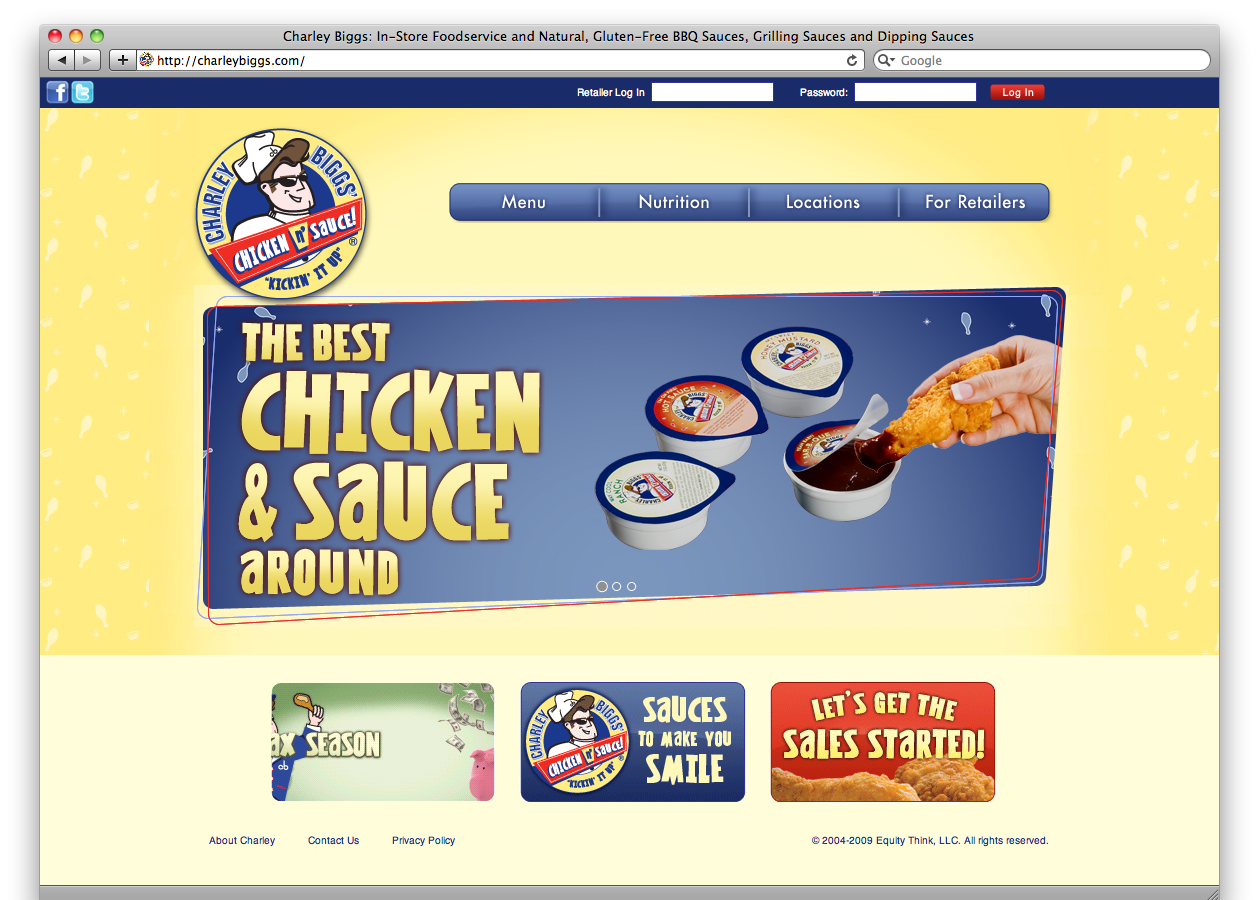 Charley Biggs: In-Store Foodservice and Natural, Gluten-Free BBQ Sauces, Grilling Sauces and Dipping Sauces
http://charleybiggs.com/
Google
Retailer Log In
Password:
Log In
CHARLEY BIGGS'
CHICKEN n' SAUCE!
"KICKIN' IT UP"
®
Menu
Nutrition
Locations
For Retailers
THE BEST
CHICKEN
& SAUCE
AROUND
HONEY MUSTARD
HOT SAUCE
BAR-B-QUE
RANCH
AX SEASON
CHARLEY BIGGS'
CHICKEN n' SAUCE!
"KICKIN' IT UP"
SAUCES
TO MAKE YOU
SMILE
LET'S GET THE
SALES STARTED!
About Charley
Contact Us
Privacy Policy
© 2004-2009 Equity Think, LLC. All rights reserved.